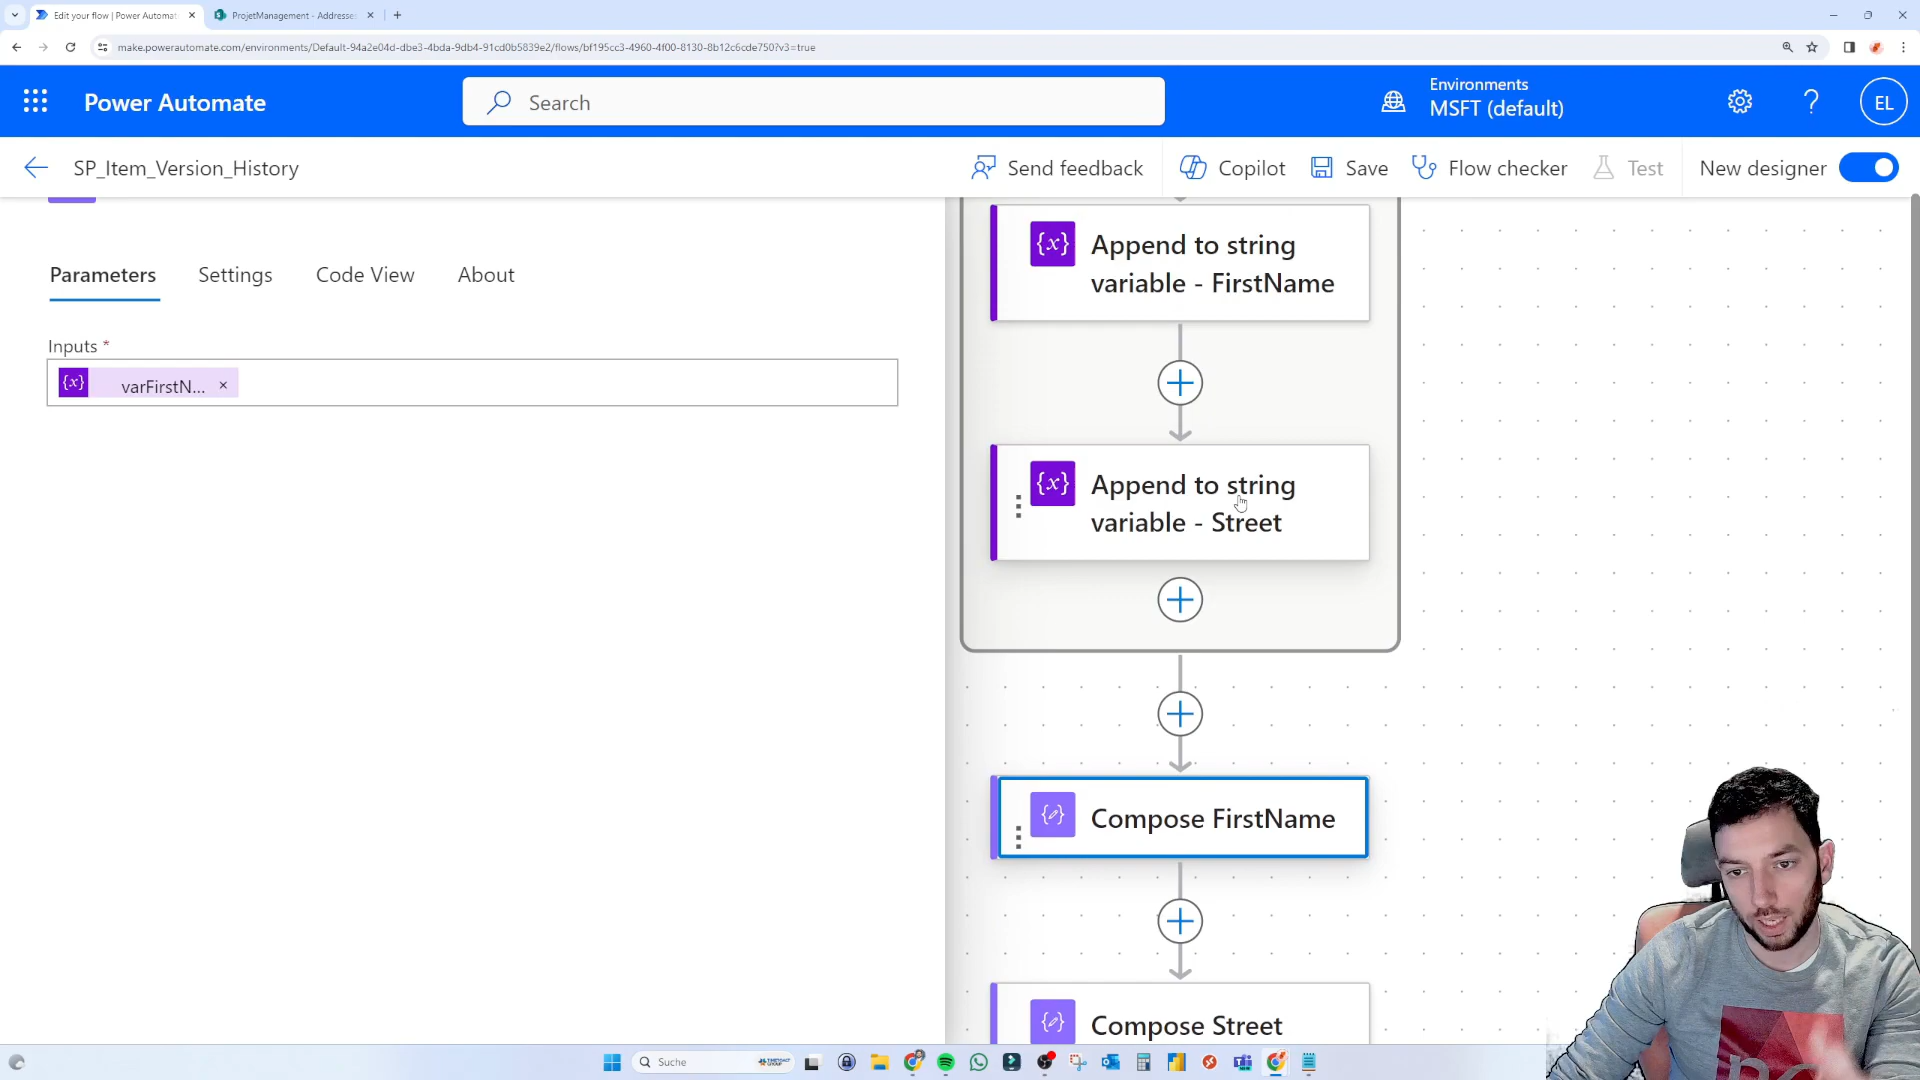 Edit your flow | Power Automat
ProjetManagement - Addresse
make.powerautomate.com/environments/Default-94a2e04d-dbe3-4bda-9db4-91cd0b5839e2/flows/bf195cc3-4960-4f00-8130-8b12c6cde750?v3=true
Power Automate
Search
Environments
MSFT (default)
EL
SP_Item_Version_History
Send feedback
Copilot
Save
Flow checker
Test
New designer
Parameters
Settings
Code View
About
Inputs *
{x} varFirstN... ×
{x} Append to string
variable - FirstName
{x} Append to string
variable - Street
Compose FirstName
Compose Street
Suche